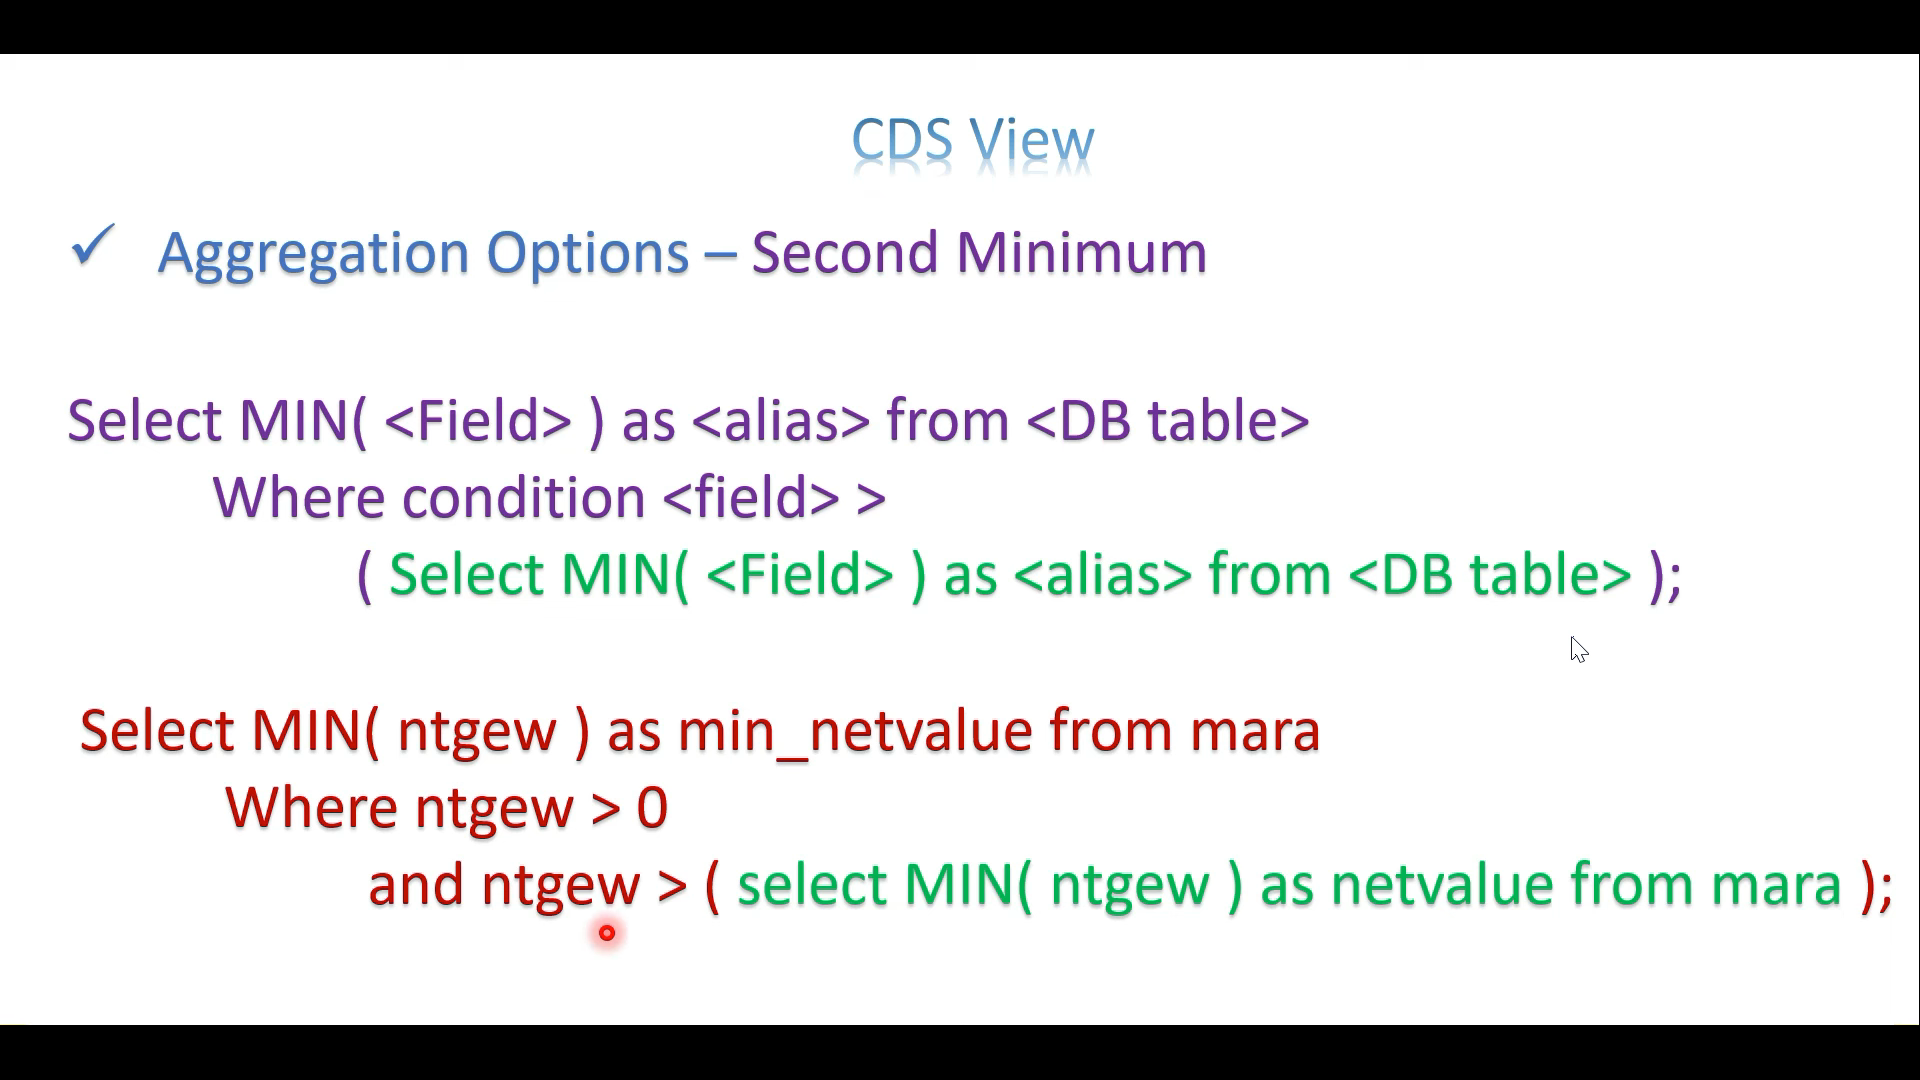 CDS View
✓ Aggregation Options – Second Minimum
Select MIN( <Field> ) as <alias> from <DB table>
Where condition <field> >
( Select MIN( <Field> ) as <alias> from <DB table> );
Select MIN( ntgew ) as min_netvalue from mara
Where ntgew > 0
and ntgew > ( select MIN( ntgew ) as netvalue from mara );